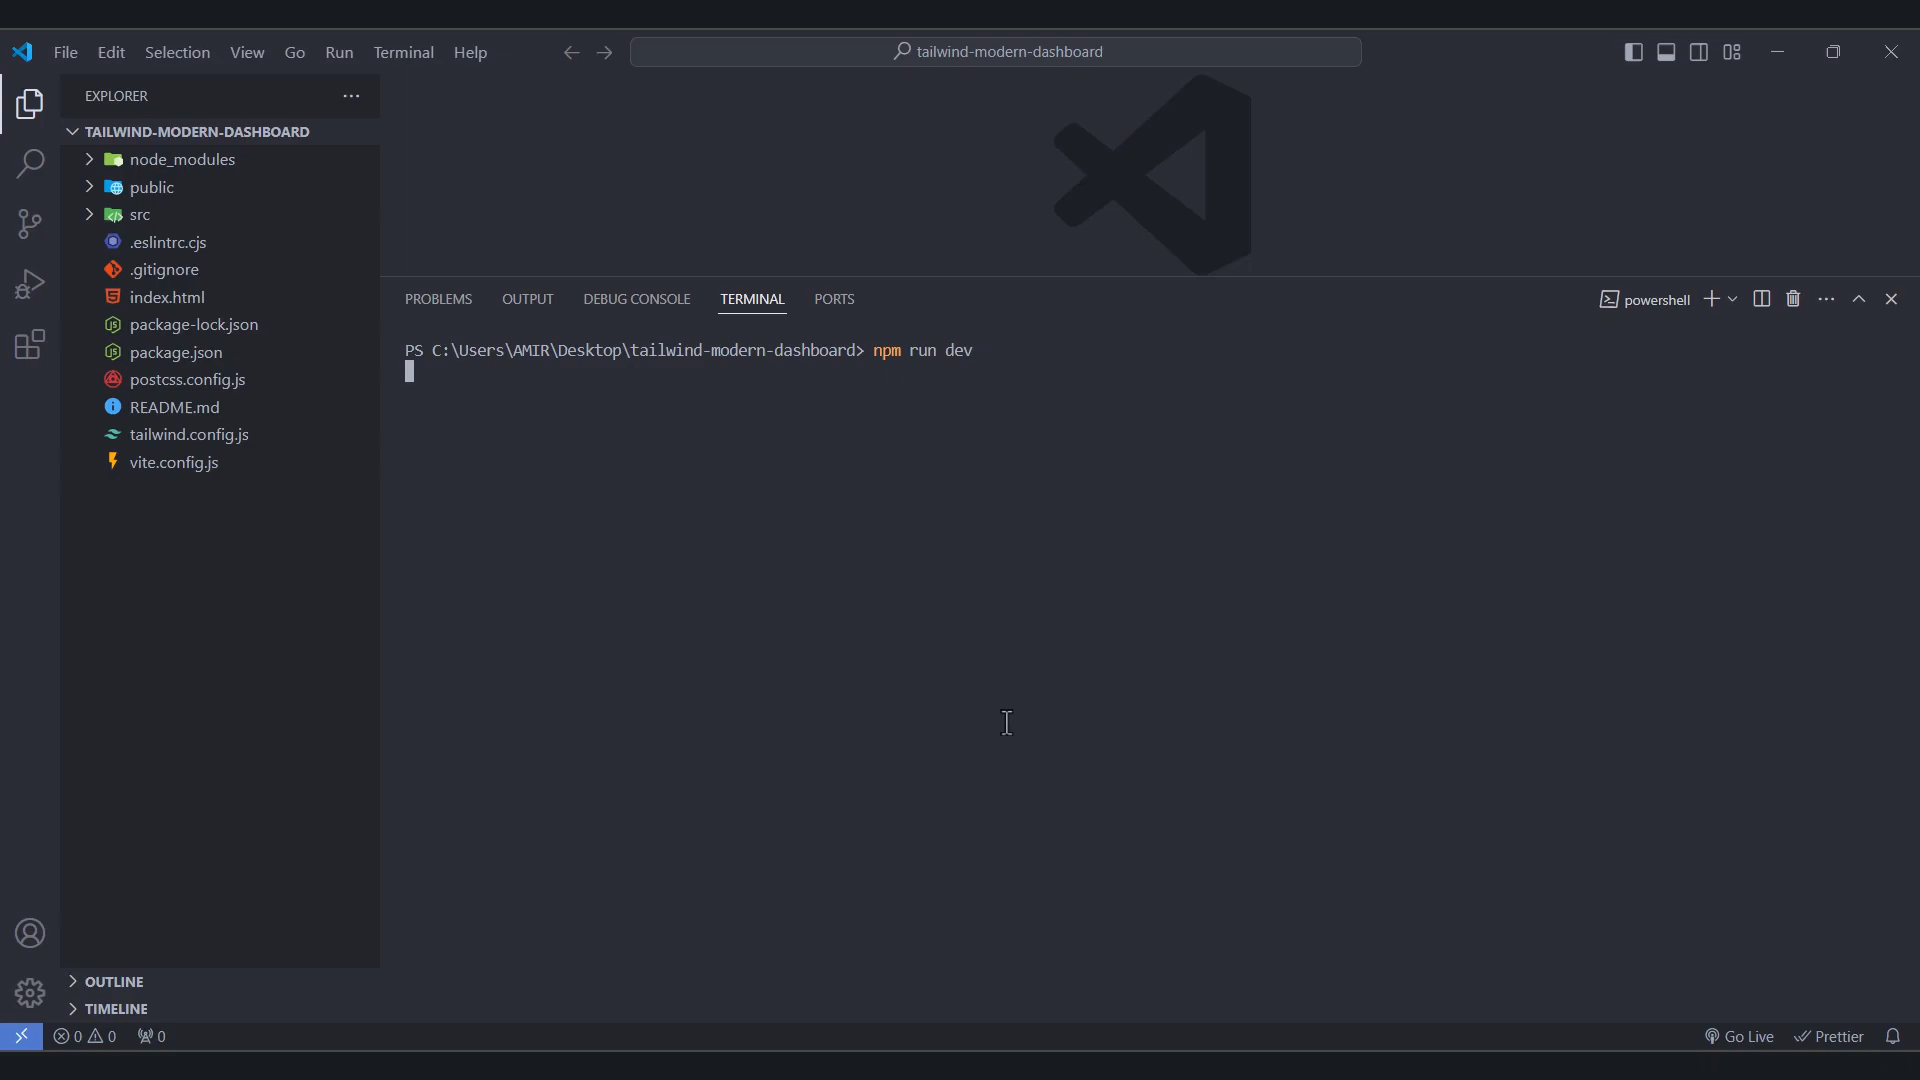 File Edit Selection View Go Run Terminal Help
tailwind-modern-dashboard
EXPLORER
TAILWIND-MODERN-DASHBOARD
node_modules
public
src
.eslintrc.cjs
.gitignore
index.html
package-lock.json
package.json
postcss.config.js
README.md
tailwind.config.js
vite.config.js
OUTLINE
TIMELINE
PROBLEMS OUTPUT DEBUG CONSOLE TERMINAL PORTS
powershell
PS C:\Users\AMIR\Desktop\tailwind-modern-dashboard> npm run dev
0 0 0
Go Live Prettier